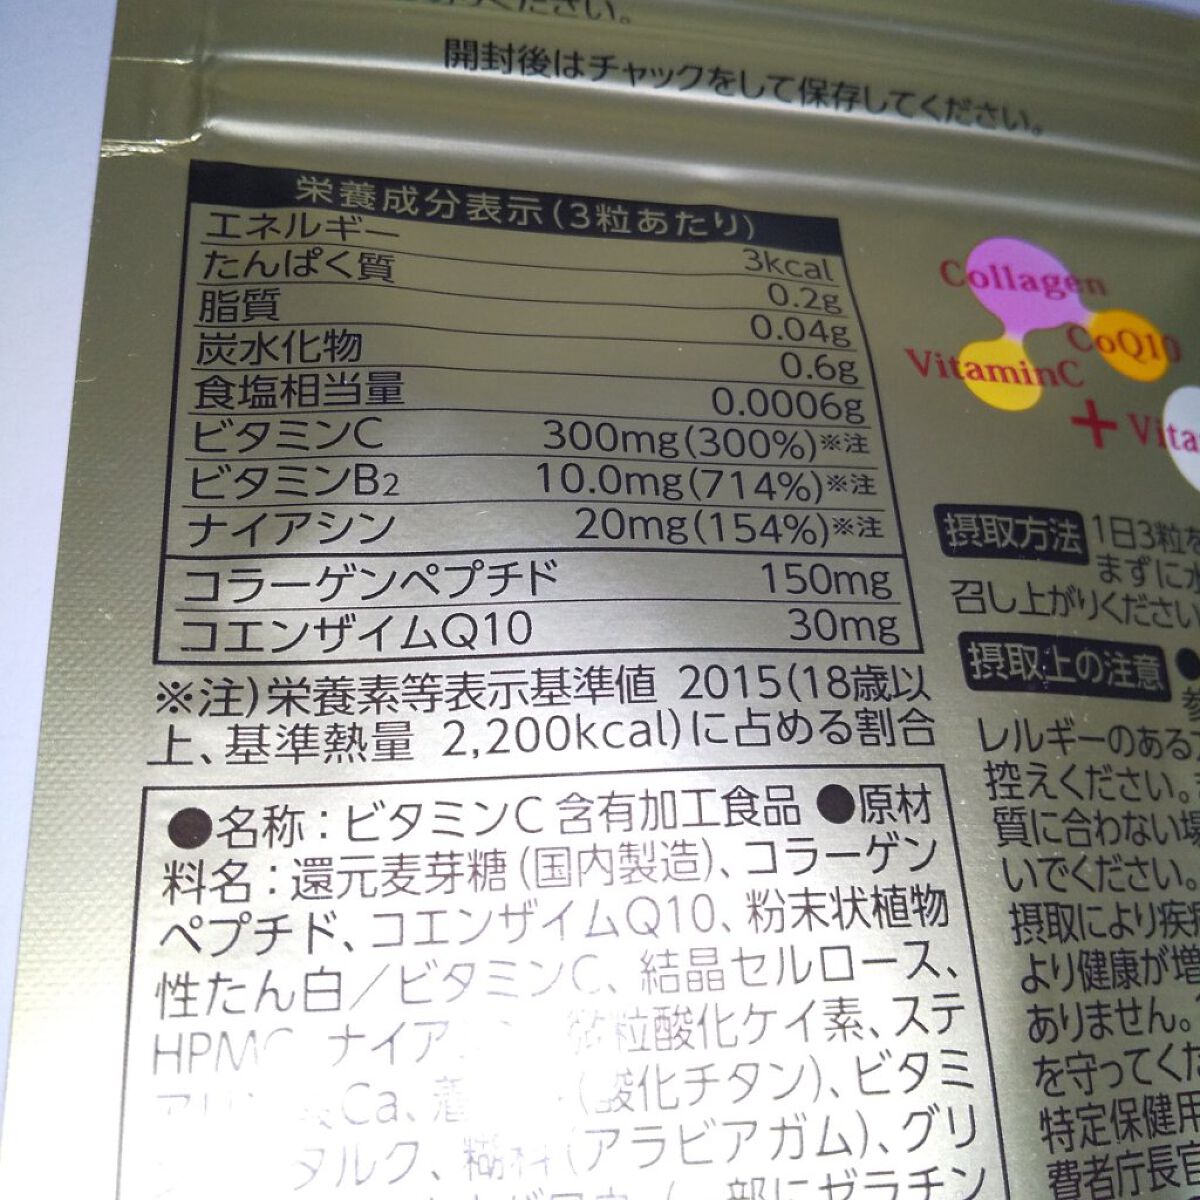 ください。
開封後はチャックをして保存してください。
栄養成分表示(3粒あたり)
エネルギー 3kcal
たんぱく質 0.2g
脂質 0.04g
炭水化物 0.6g
食塩相当量 0.0006g
ビタミンC 300mg(300%)※注
ビタミンB2 10.0mg(714%)※注
ナイアシン 20mg(154%)※注
コラーゲンペプチド 150mg
コエンザイムQ10 30mg
※注)栄養素等表示基準値 2015(18歳以
上、基準熱量 2,200kcal)に占める割合
●名称:ビタミンC含有加工食品 ●原材
料名:還元麦芽糖(国内製造)、コラーゲン
ペプチド、コエンザイムQ10、粉末状植物
性たん白/ビタミンC、結晶セルロース、
HPMC、ナイア 微粒酸化ケイ素、ステ
Ca、 (酸化チタン)、ビタミ
タルク、糊料(アラビアガム)、グリ
一部にゼラチン
Collagen
CoQ10
VitaminC
+ Vita
摂取方法 1日3粒を
まずに水
召し上がりください
摂取上の注意 ●
レルギーのある
控えください。
質に合わない場
いでください。
摂取により疾
より健康が増
ありません。
を守ってくだ
特定保健用
費者庁長官